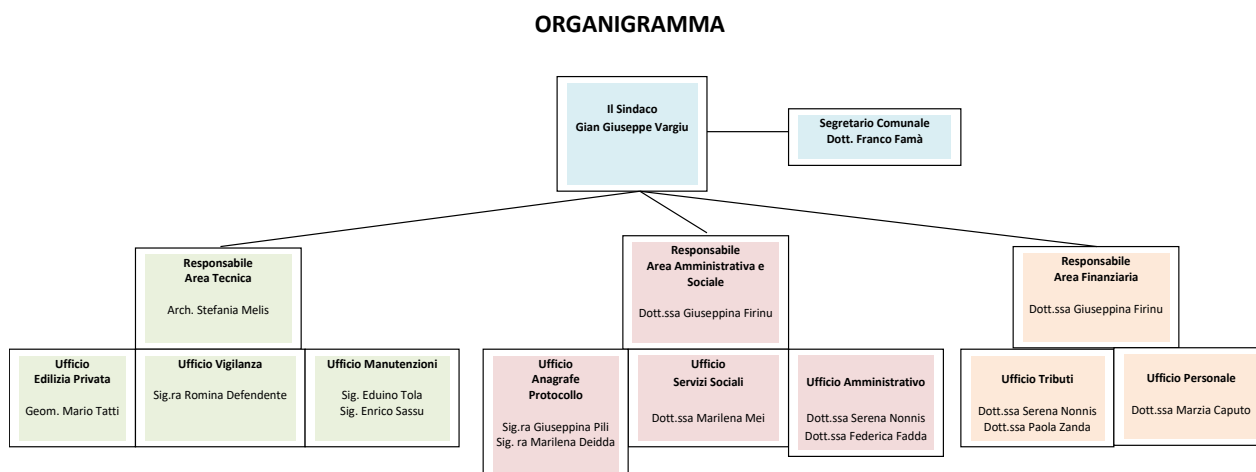 ORGANIGRAMMA
Il Sindaco
Gian Giuseppe Vargiu
Segretario Comunale
Dott. Franco Famà
Responsabile
Area Tecnica
Arch. Stefania Melis
Responsabile
Area Amministrativa e
Sociale
Dott.ssa Giuseppina Firinu
Responsabile
Area Finanziaria
Dott.ssa Giuseppina Firinu
Ufficio
Edilizia Privata
Geom. Mario Tatti
Ufficio Vigilanza
Sig.ra Romina Defendente
Ufficio Manutenzioni
Sig. Eduino Tola
Sig. Enrico Sassu
Ufficio
Anagrafe
Protocollo
Sig.ra Giuseppina Pili
Sig. ra Marilena Deidda
Ufficio
Servizi Sociali
Dott.ssa Marilena Mei
Ufficio Amministrativo
Dott.ssa Serena Nonnis
Dott.ssa Federica Fadda
Ufficio Tributi
Dott.ssa Serena Nonnis
Dott.ssa Paola Zanda
Ufficio Personale
Dott.ssa Marzia Caputo